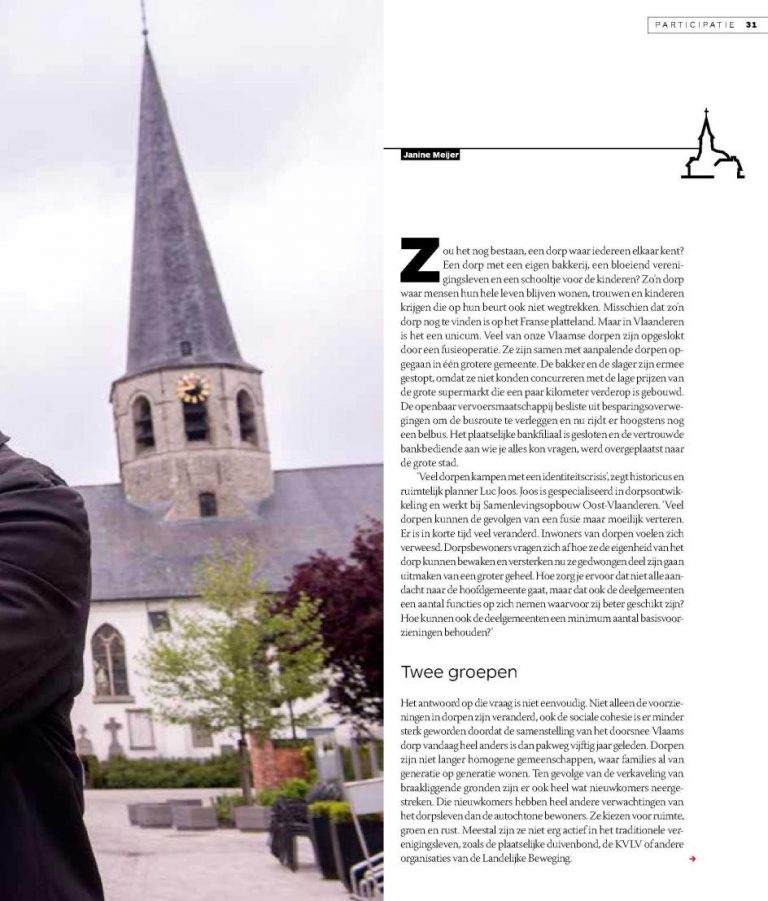 PARTICIPATIE 31
Janine Meijer
Zou het nog bestaan, een dorp waar iedereen elkaar kent?
Een dorp met een eigen bakkerij, een bloeiend vereni-
gingsleven en een schooltje voor de kinderen? Zo'n dorp
waar mensen hun hele leven blijven wonen, trouwen en kinderen
krijgen die op hun beurt ook niet wegtrekken. Misschien dat zo'n
dorp nog te vinden is op het Franse platteland. Maar in Vlaanderen
is het een unicum. Veel van onze Vlaamse dorpen zijn opgeslokt
door een fusieoperatie. Ze zijn samen met aanpalende dorpen op-
gegaan in één grotere gemeente. De bakker en de slager zijn ermee
gestopt, omdat ze niet konden concurreren met de lage prijzen van
de grote supermarkt die een paar kilometer verderop is gebouwd.
De openbaar vervoersmaatschappij besliste uit besparingsoverwe-
gingen om de busroute te verleggen en nu rijdt er hoogstens nog
een belbus. Het plaatselijke bankfiliaal is gesloten en de vertrouwde
bankbediende aan wie je alles kon vragen, werd overgeplaatst naar
de grote stad.
'Veel dorpen kampen met een identiteitscrisis', zegt historicus en
ruimtelijk planner Luc Joos. Joos is gespecialiseerd in dorpsontwik-
keling en werkt bij Samenlevingsopbouw Oost-Vlaanderen. 'Veel
dorpen kunnen de gevolgen van een fusie maar moeilijk verteren.
Er is in korte tijd veel veranderd. Inwoners van dorpen voelen zich
verweesd. Dorpsbewoners vragen zich af hoe ze de eigenheid van het
dorp kunnen bewaken en versterken nu ze gedwongen deel zijn gaan
uitmaken van een groter geheel. Hoe zorg je ervoor dat niet alle aan-
dacht naar de hoofdgemeente gaat, maar dat ook de deelgemeenten
een aantal functies op zich nemen waarvoor zij beter geschikt zijn?
Hoe kunnen ook de deelgemeenten een minimum aantal basisvoor-
zieningen behouden?'
Twee groepen
Het antwoord op die vraag is niet eenvoudig. Niet alleen de voorzie-
ningen in dorpen zijn veranderd, ook de sociale cohesie is er minder
sterk geworden doordat de samenstelling van het doorsnee Vlaams
dorp vandaag heel anders is dan pakweg vijftig jaar geleden. Dorpen
zijn niet langer homogene gemeenschappen, waar families al van
generatie op generatie wonen. Ten gevolge van de verkaveling van
braakliggende gronden zijn er ook heel wat nieuwkomers neerge-
streken. Die nieuwkomers hebben heel andere verwachtingen van
het dorpsleven dan de autochtone bewoners. Ze kiezen voor ruimte,
groen en rust. Meestal zijn ze niet erg actief in het traditionele ver-
enigingsleven, zoals de plaatselijke duivenbond, de KVLV of andere
organisaties van de Landelijke Beweging.